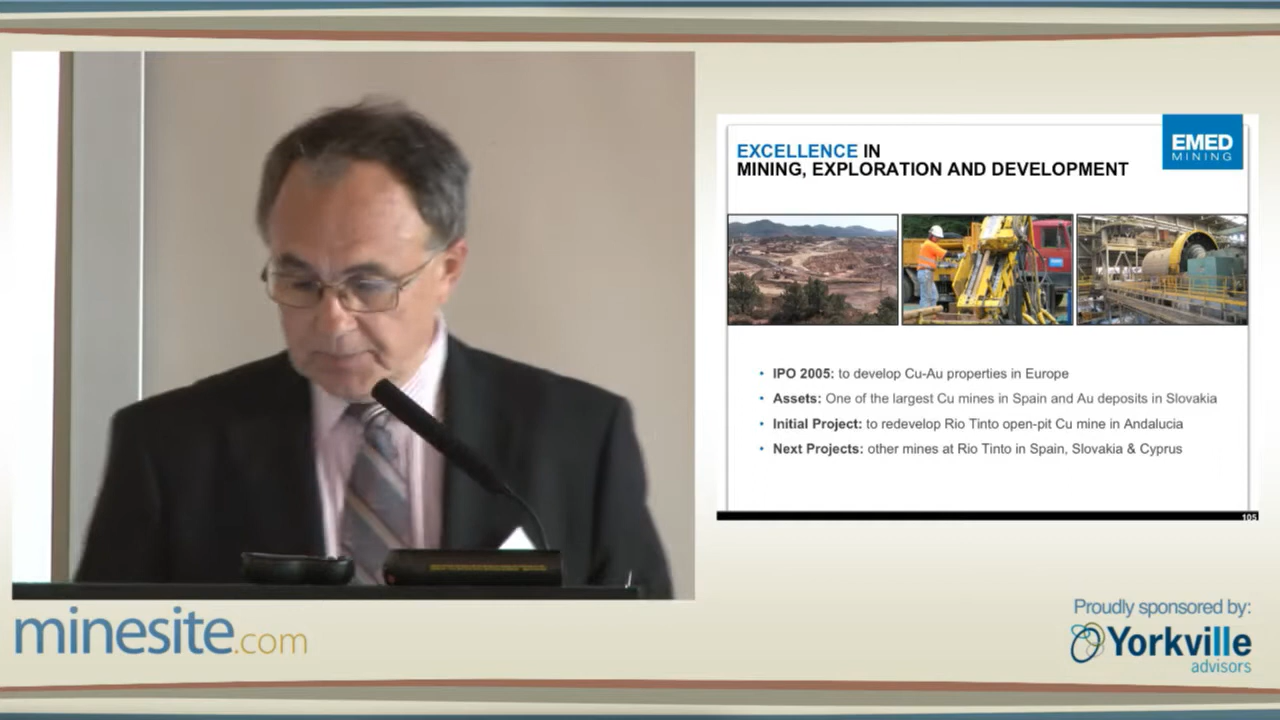 EXCELLENCE IN
MINING, EXPLORATION AND DEVELOPMENT
EMED
MINING
• IPO 2005: to develop Cu-Au properties in Europe
• Assets: One of the largest Cu mines in Spain and Au deposits in Slovakia
• Initial Project: to redevelop Rio Tinto open-pit Cu mine in Andalucia
• Next Projects: other mines at Rio Tinto in Spain, Slovakia & Cyprus
105
minesite.com
Proudly sponsored by:
Yorkville
advisors